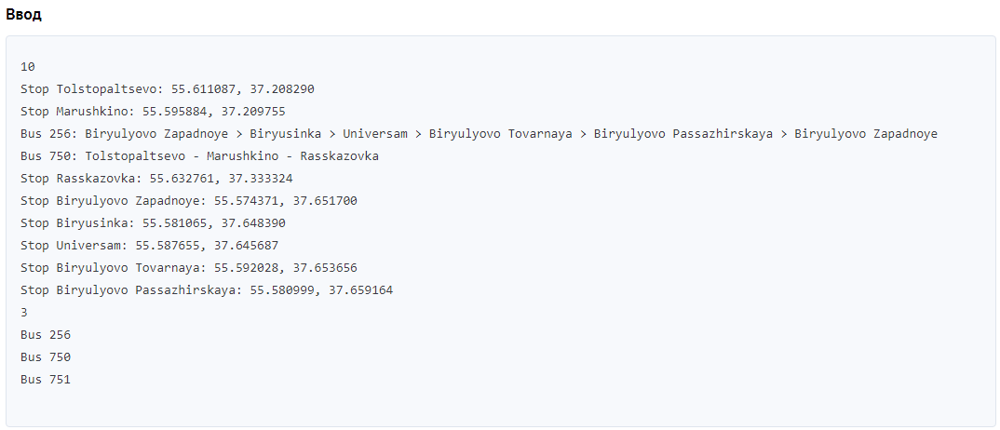 Ввод
10
Stop Tolstopaltsevo: 55.611087, 37.208290
Stop Marushkino: 55.595884, 37.209755
Bus 256: Biryulyovo Zapadnoye > Biryusinka > Universam > Biryulyovo Tovarnaya > Biryulyovo Passazhirskaya > Biryulyovo Zapadnoye
Bus 750: Tolstopaltsevo - Marushkino - Rasskazovka
Stop Rasskazovka: 55.632761, 37.333324
Stop Biryulyovo Zapadnoye: 55.574371, 37.651700
Stop Biryusinka: 55.581065, 37.648390
Stop Universam: 55.587655, 37.645687
Stop Biryulyovo Tovarnaya: 55.592028, 37.653656
Stop Biryulyovo Passazhirskaya: 55.580999, 37.659164
3
Bus 256
Bus 750
Bus 751